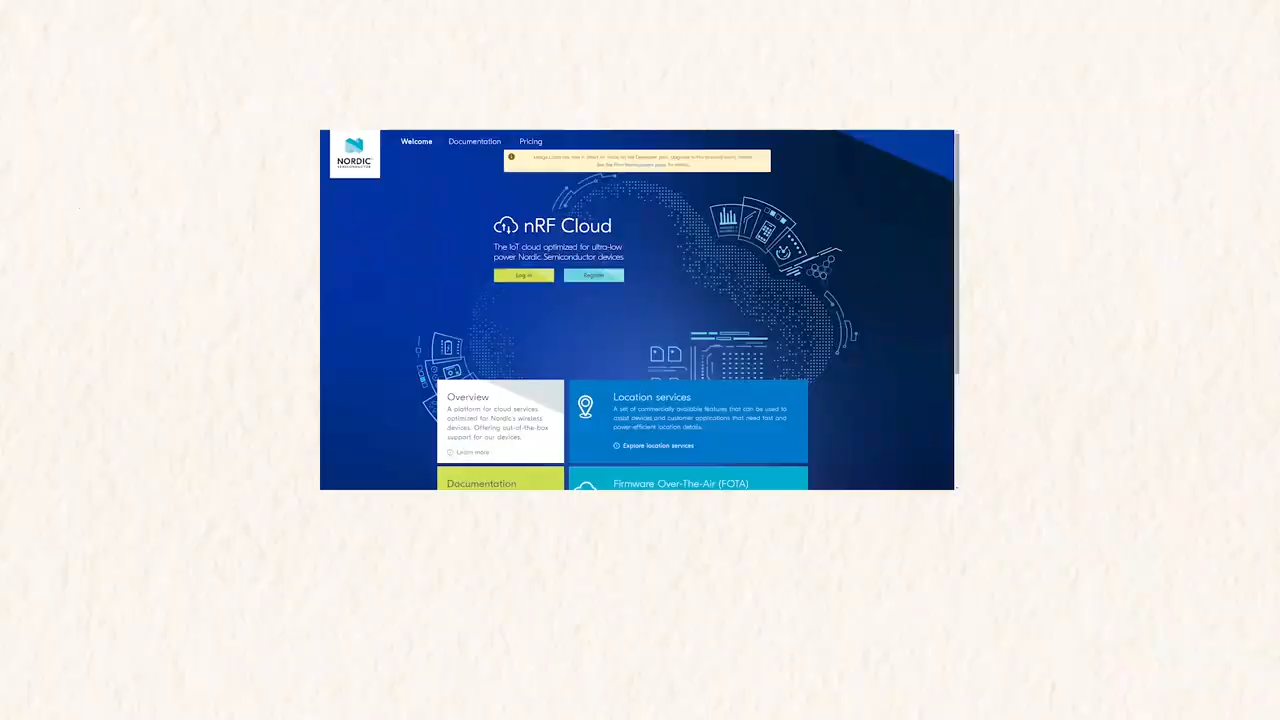 NORDIC
SEMICONDUCTOR
Welcome Documentation Pricing
nRF Cloud
The IoT cloud optimized for ultra-low
power Nordic Semiconductor devices
Log in Register
Overview
A platform for cloud services
optimized for Nordic's wireless
devices. Offering out-of-the-box
support for our devices.
Learn more
Location services
A set of commercially available features that can be used to
assist devices and customer applications that need fast and
power-efficient location details.
Explore location services
Documentation
Firmware Over-The-Air (FOTA)